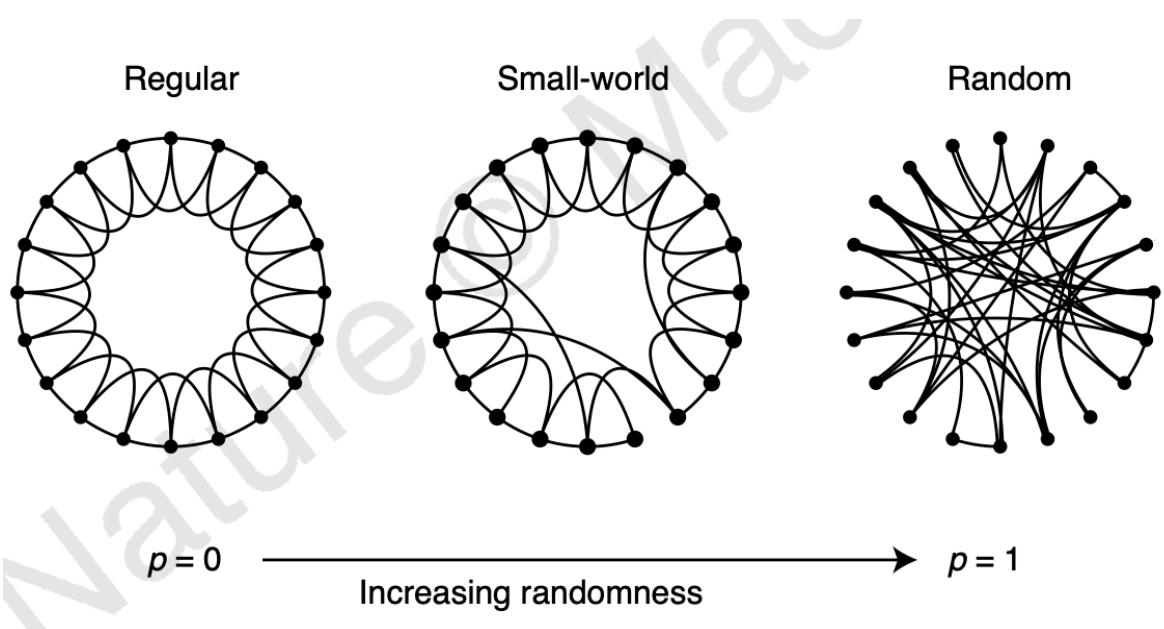 Regular
Small-world
Random
p = 0
p = 1
Increasing randomness
Nature © Mac